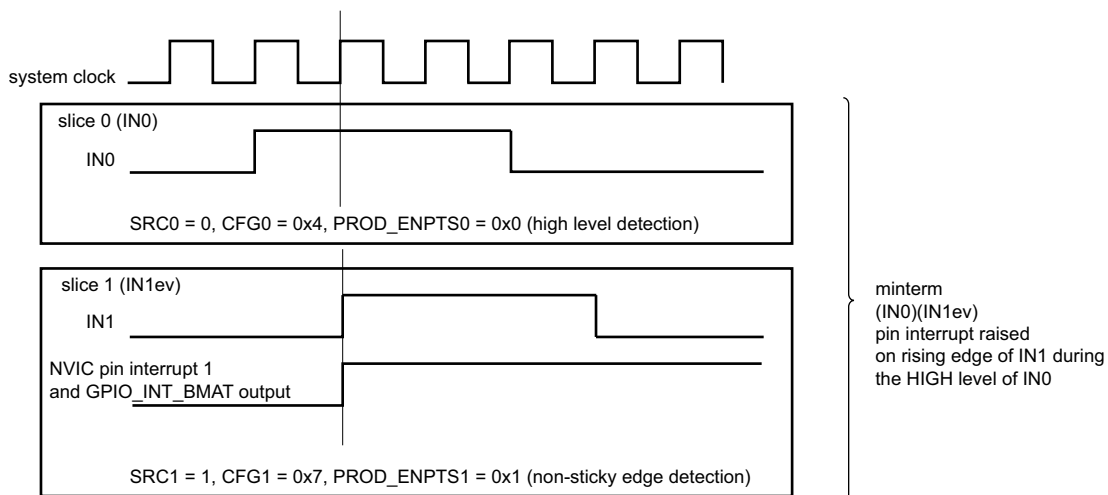 system clock
slice 0 (IN0)
IN0
SRC0 = 0, CFG0 = 0x4, PROD_ENPTS0 = 0x0 (high level detection)
slice 1 (IN1ev)
IN1
NVIC pin interrupt 1
and GPIO_INT_BMAT output
SRC1 = 1, CFG1 = 0x7, PROD_ENPTS1 = 0x1 (non-sticky edge detection)
minterm
(IN0)(IN1ev)
pin interrupt raised
on rising edge of IN1 during
the HIGH level of IN0